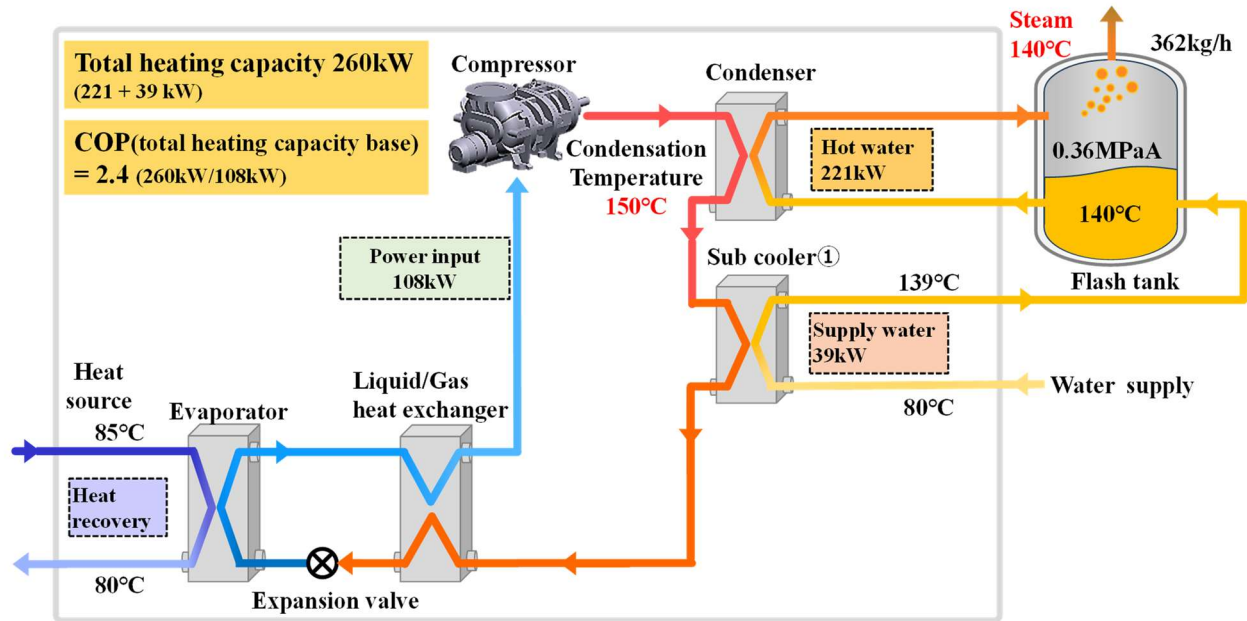 Total heating capacity 260kW
(221 + 39 kW)
COP(total heating capacity base)
= 2.4 (260kW/108kW)
Compressor
Condensation
Temperature
150℃
Condenser
Hot water
221kW
Steam
140℃
362kg/h
0.36MPaA
140℃
Flash tank
Power input
108kW
Sub cooler①
139℃
Supply water
39kW
Water supply
80℃
Heat
source
85℃
Evaporator
Liquid/Gas
heat exchanger
Heat
recovery
80℃
Expansion valve